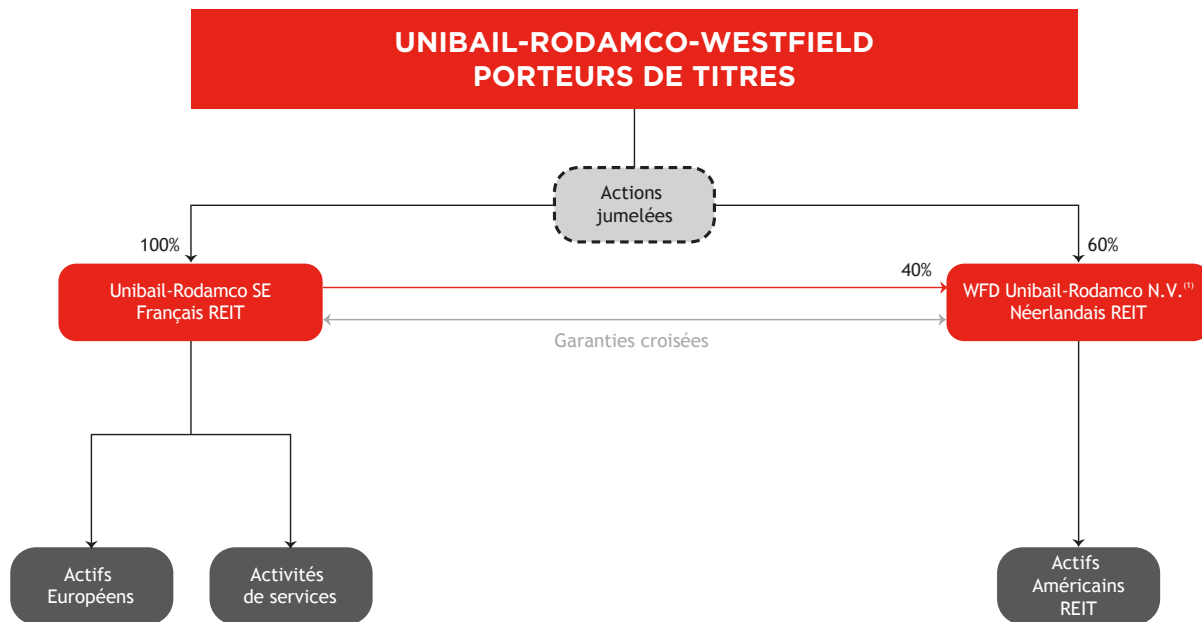 UNIBAIL-RODAMCO-WESTFIELD
PORTEURS DE TITRES
Actions
jumelées
100%
60%
40%
Unibail-Rodamco SE
Français REIT
WFD Unibail-Rodamco N.V.(1)
Néerlandais REIT
Garanties croisées
Actifs
Européens
Activités
de services
Actifs
Américains
REIT